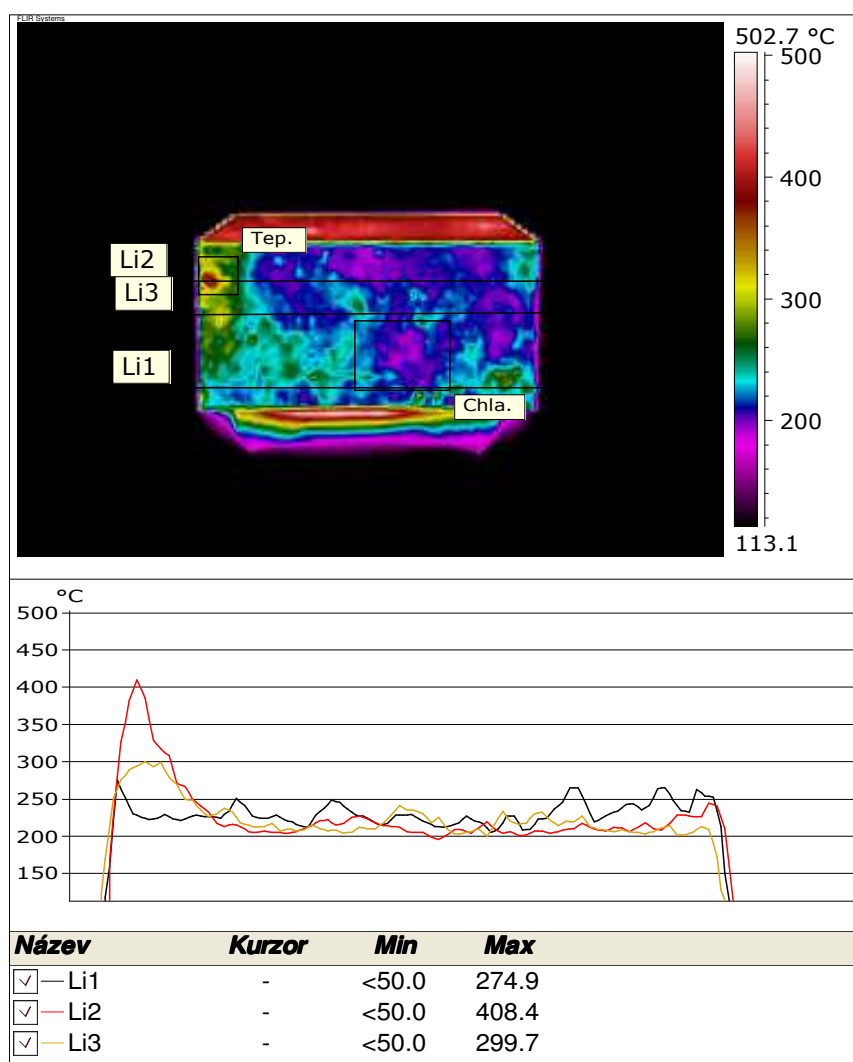 FLIR Systems
502.7 °C
500
400
300
200
113.1
Tep.
Li2
Li3
Li1
Chla.
°C
500
450
400
350
300
250
200
150
Název Kurzor Min Max
Li1 - <50.0 274.9
Li2 - <50.0 408.4
Li3 - <50.0 299.7